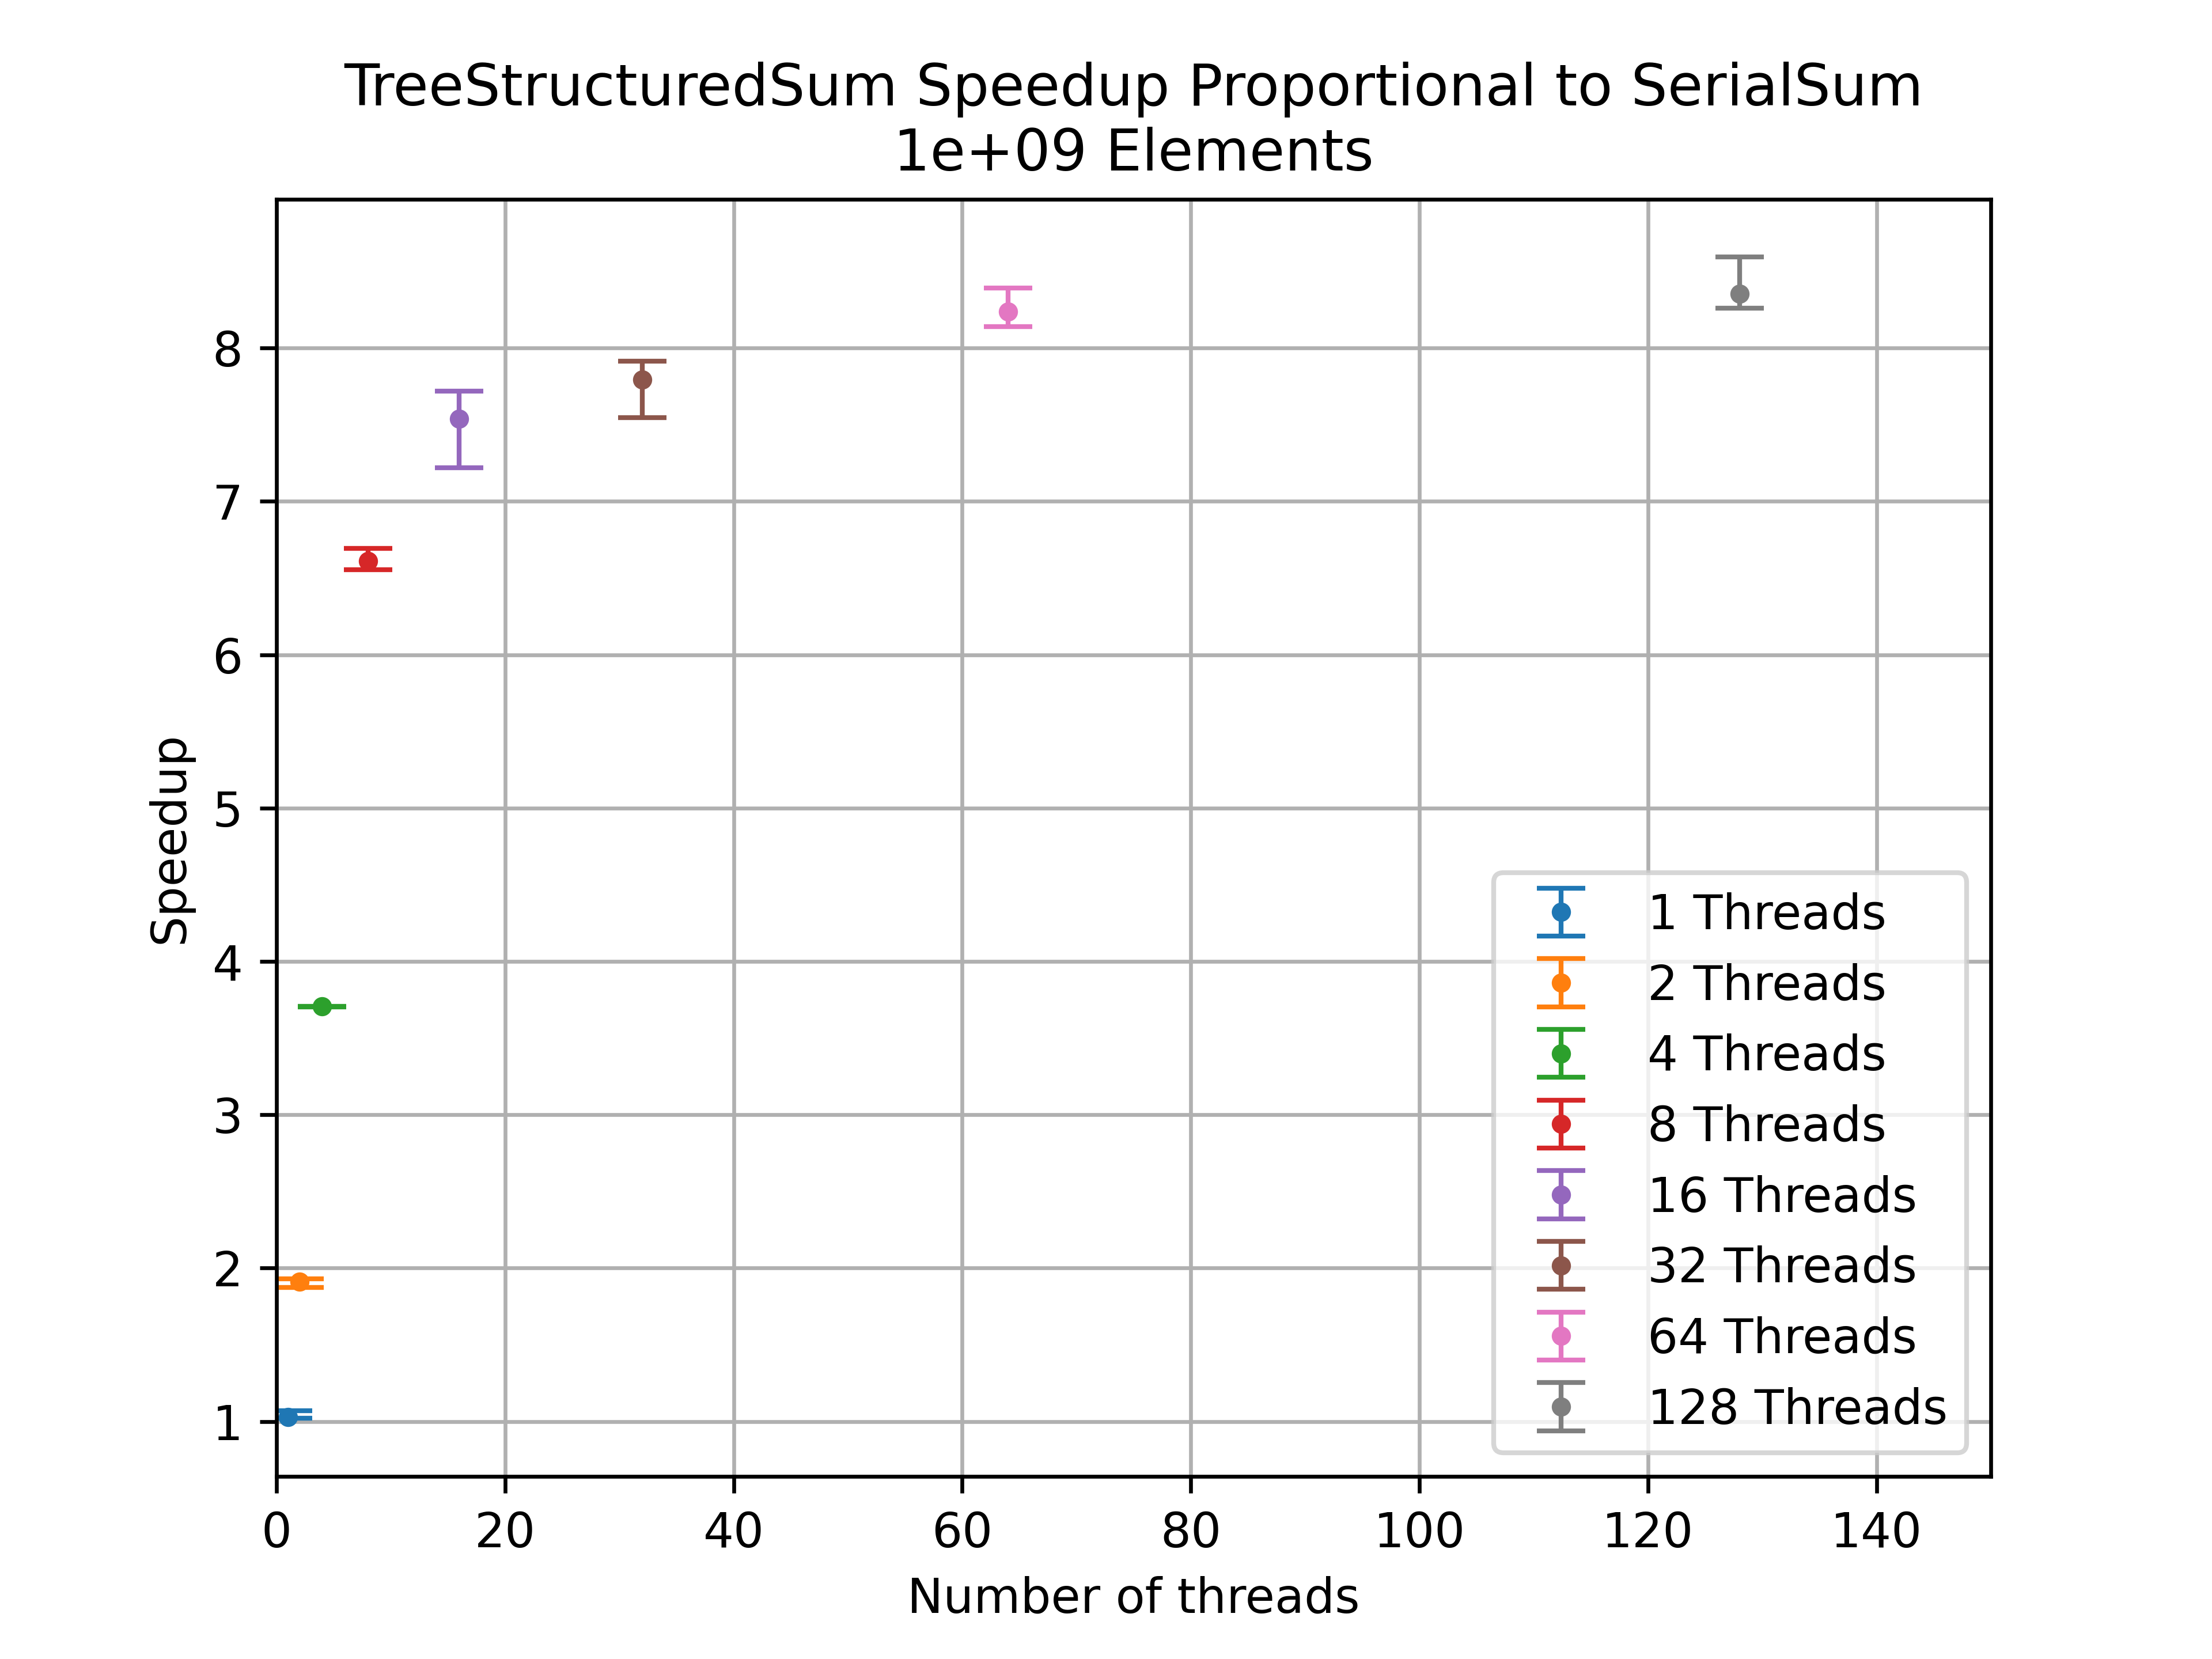 TreeStructuredSum Speedup Proportional to SerialSum
1e+09 Elements
8
7
6
5
4
3
2
1
Speedup
0 20 40 60 80 100 120 140
Number of threads
1 Threads
2 Threads
4 Threads
8 Threads
16 Threads
32 Threads
64 Threads
128 Threads